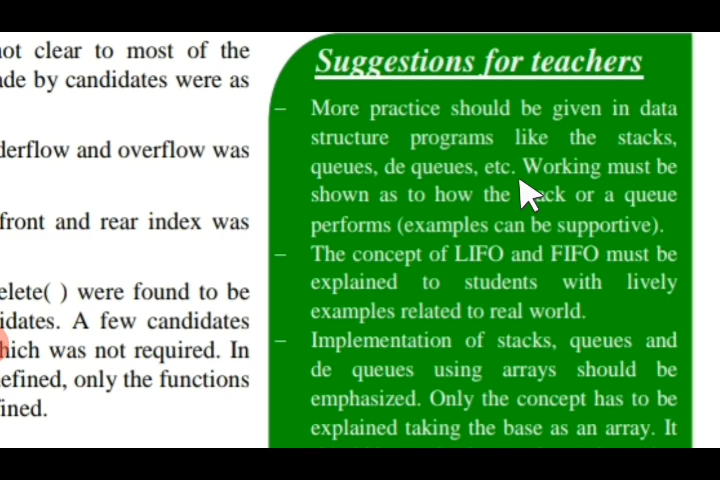 not clear to most of the
ade by candidates were as
derflow and overflow was
front and rear index was
elete( ) were found to be
idates. A few candidates
hich was not required. In
efined, only the functions
fined.
Suggestions for teachers
– More practice should be given in data
structure programs like the stacks,
queues, de queues, etc. Working must be
shown as to how the or a queue
performs (examples can be supportive).
– The concept of LIFO and FIFO must be
explained to students with lively
examples related to real world.
– Implementation of stacks, queues and
de queues using arrays should be
emphasized. Only the concept has to be
explained taking the base as an array. It